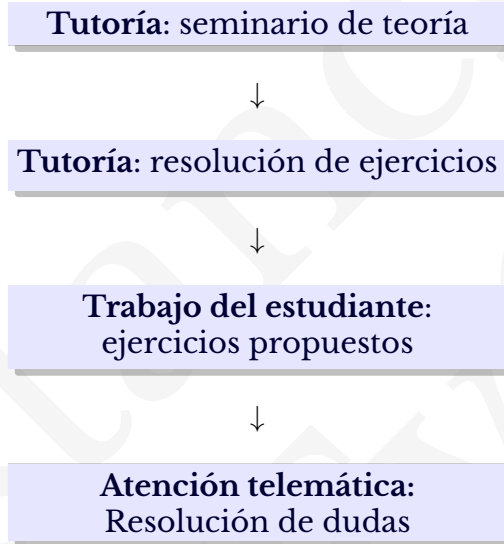 Tutoría: seminario de teoría
↓
Tutoría: resolución de ejercicios
↓
Trabajo del estudiante:
ejercicios propuestos
↓
Atención telemática:
Resolución de dudas